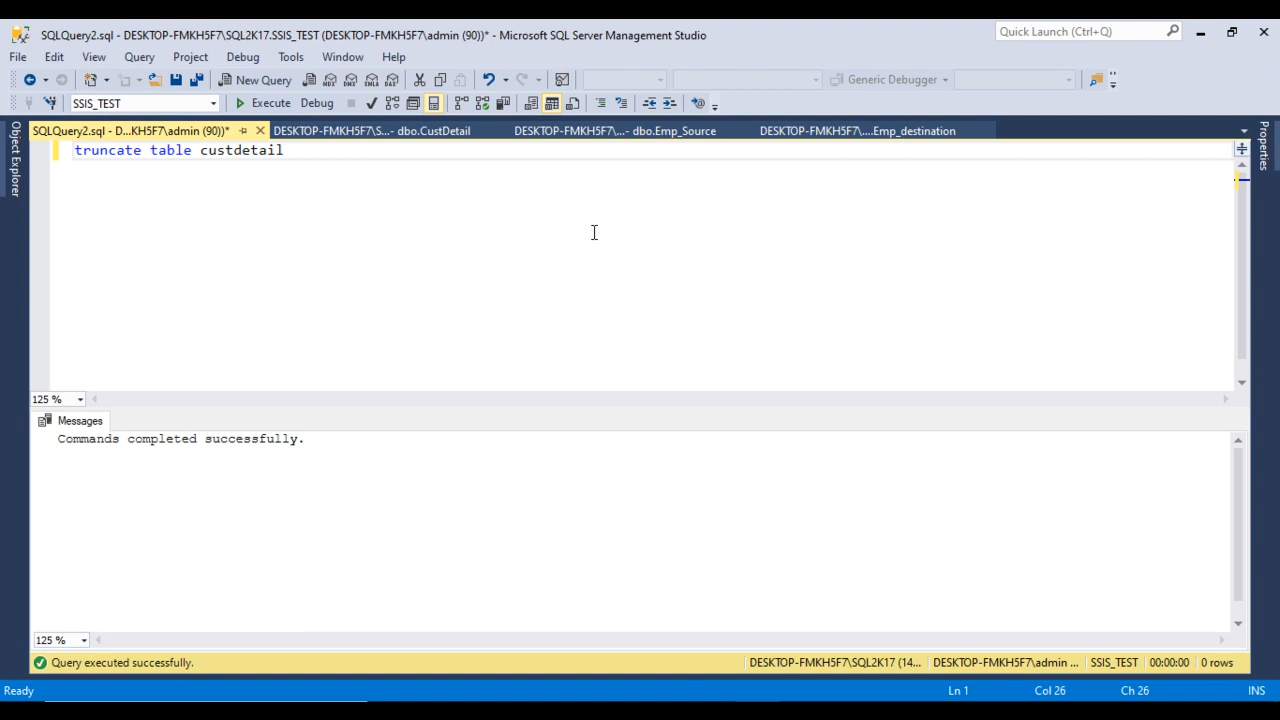 SQLQuery2.sql - DESKTOP-FMKH5F7\SQL2K17.SSIS_TEST (DESKTOP-FMKH5F7\admin (90))* - Microsoft SQL Server Management Studio
Quick Launch (Ctrl+Q)
File Edit View Query Project Debug Tools Window Help
New Query
MDX DMX XMLA DAX
Generic Debugger
SSIS_TEST
Execute Debug
SQLQuery2.sql - D...KH5F7\admin (90))* DESKTOP-FMKH5F7\S...- dbo.CustDetail DESKTOP-FMKH5F7\...- dbo.Emp_Source DESKTOP-FMKH5F7\....Emp_destination
Object Explorer
Properties
truncate table custdetail
125 %
Messages
Commands completed successfully.
125 %
Query executed successfully.
DESKTOP-FMKH5F7\SQL2K17 (14... DESKTOP-FMKH5F7\admin ... SSIS_TEST 00:00:00 0 rows
Ready Ln 1 Col 26 Ch 26 INS